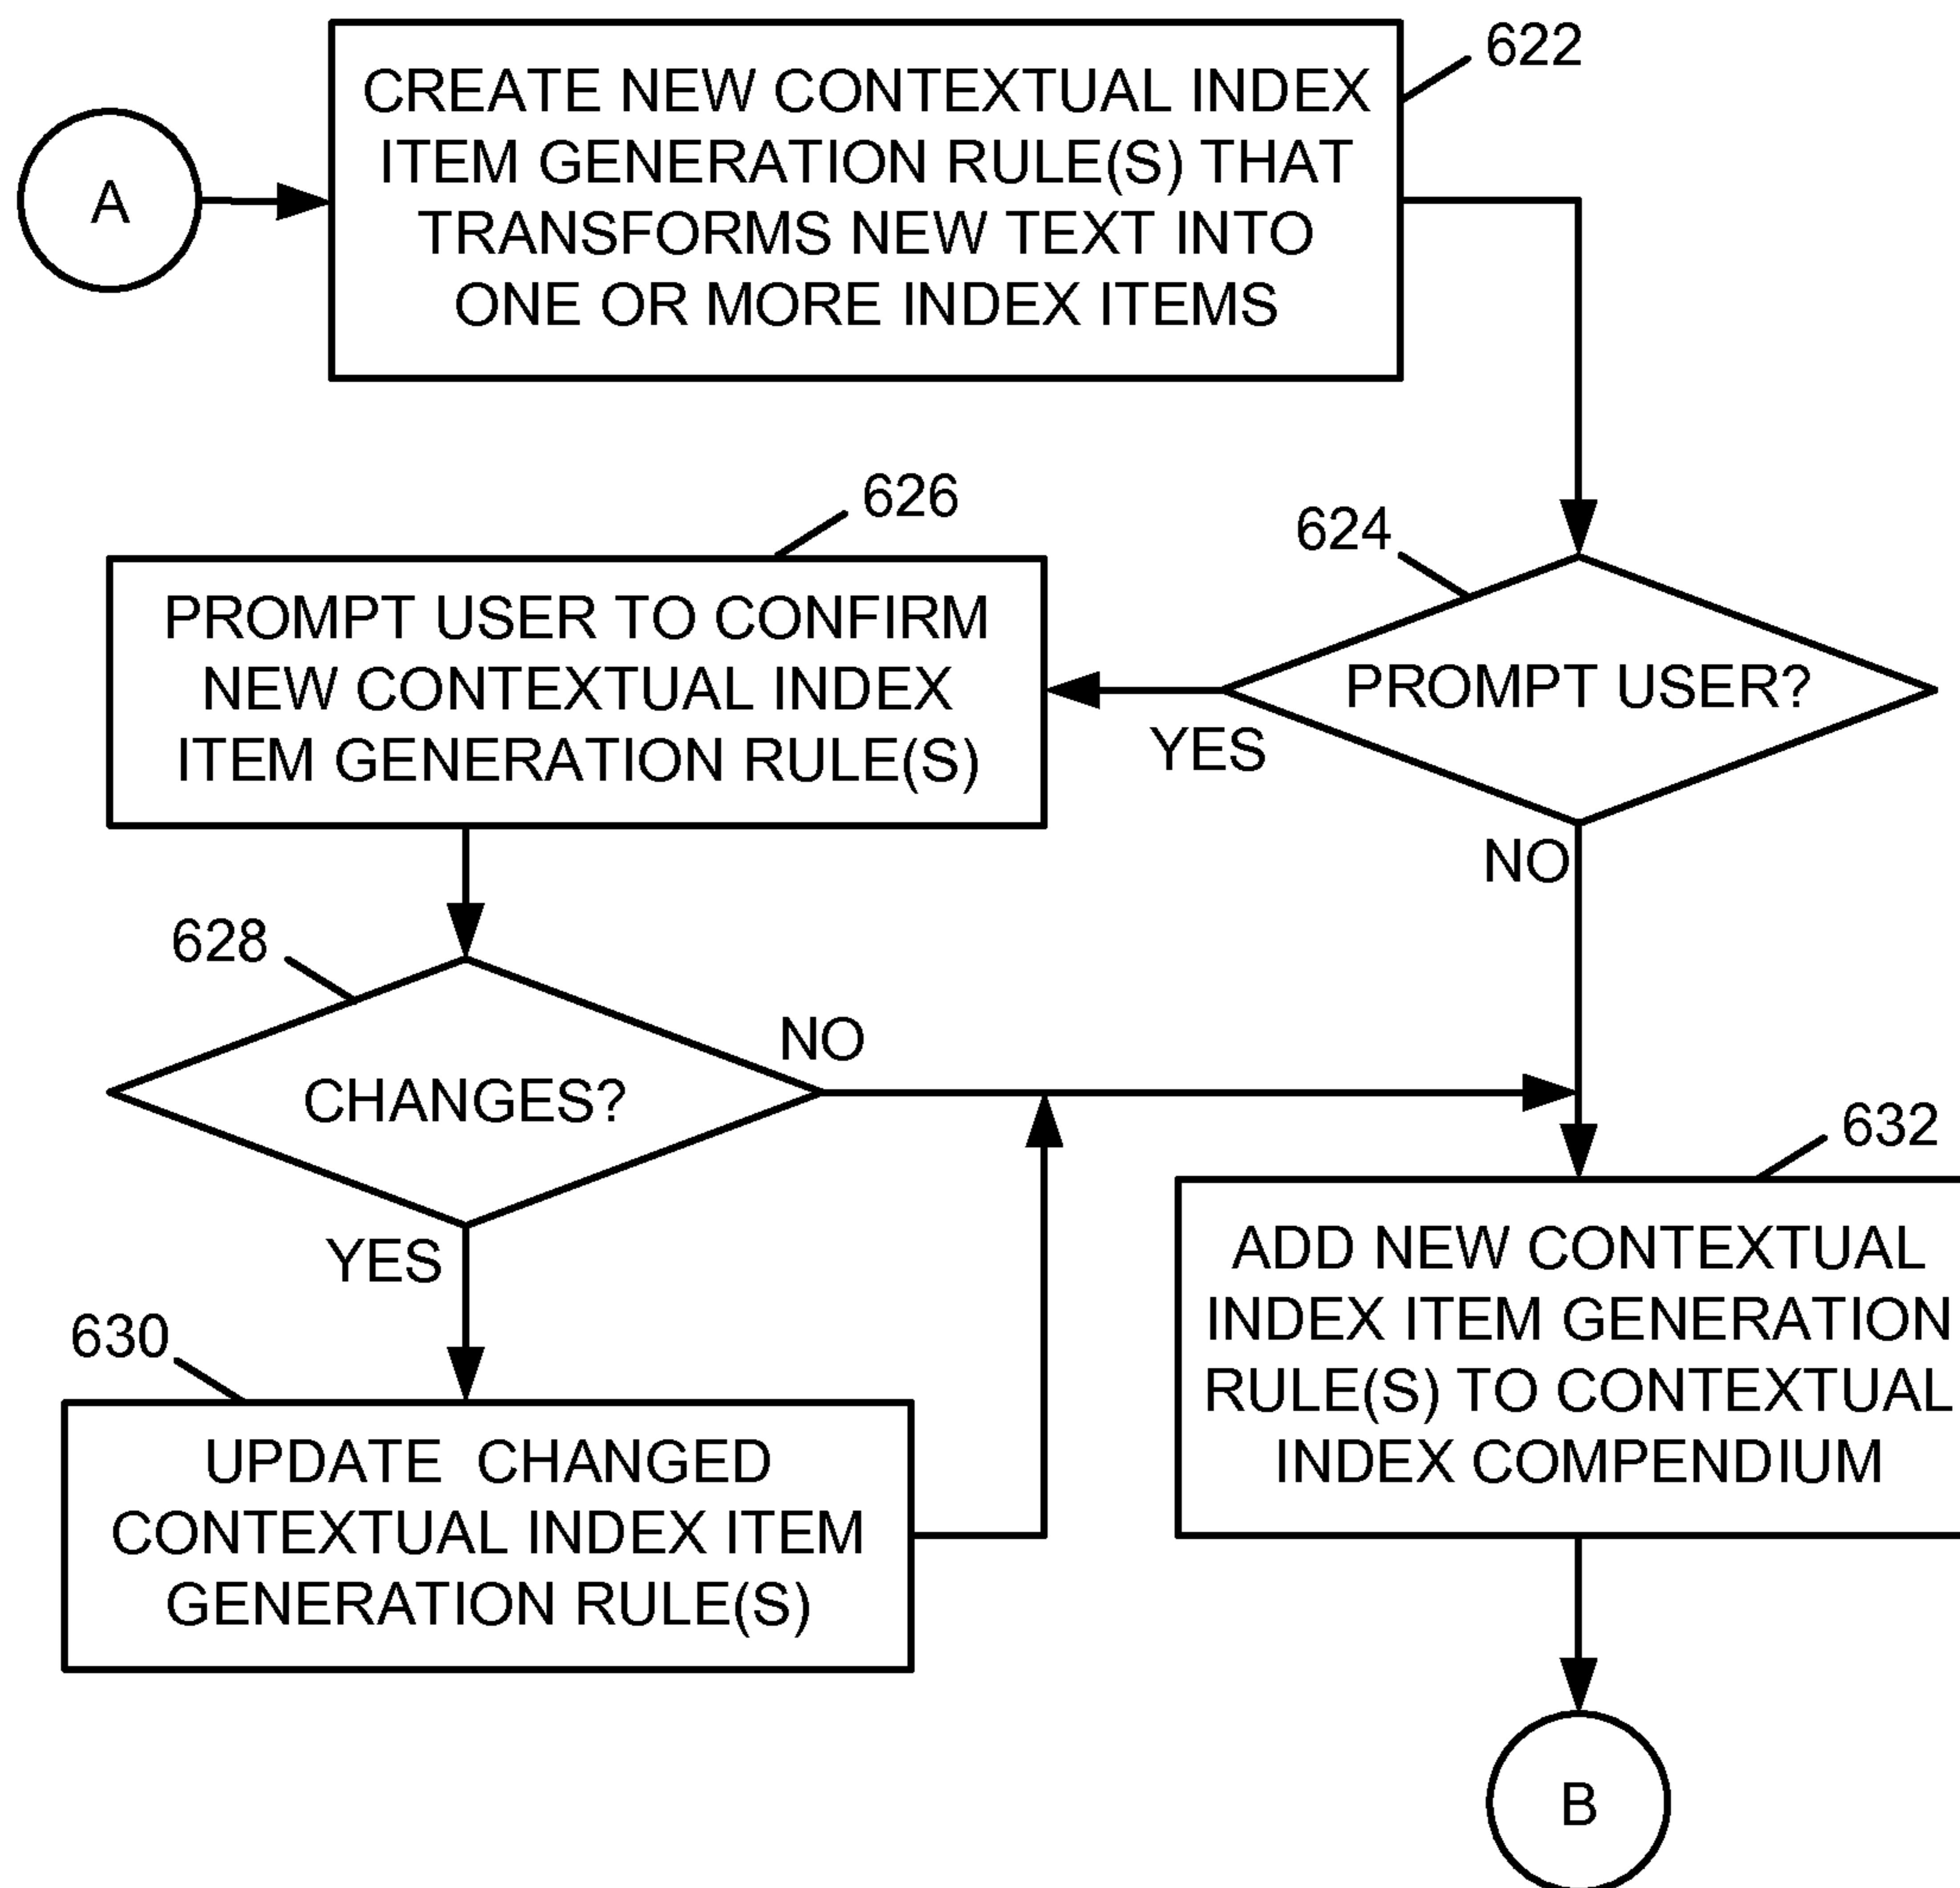 A
CREATE NEW CONTEXTUAL INDEX
ITEM GENERATION RULE(S) THAT
TRANSFORMS NEW TEXT INTO
ONE OR MORE INDEX ITEMS
622
624
PROMPT USER?
YES
NO
626
PROMPT USER TO CONFIRM
NEW CONTEXTUAL INDEX
ITEM GENERATION RULE(S)
628
CHANGES?
NO
YES
630
UPDATE CHANGED
CONTEXTUAL INDEX ITEM
GENERATION RULE(S)
632
ADD NEW CONTEXTUAL
INDEX ITEM GENERATION
RULE(S) TO CONTEXTUAL
INDEX COMPENDIUM
B